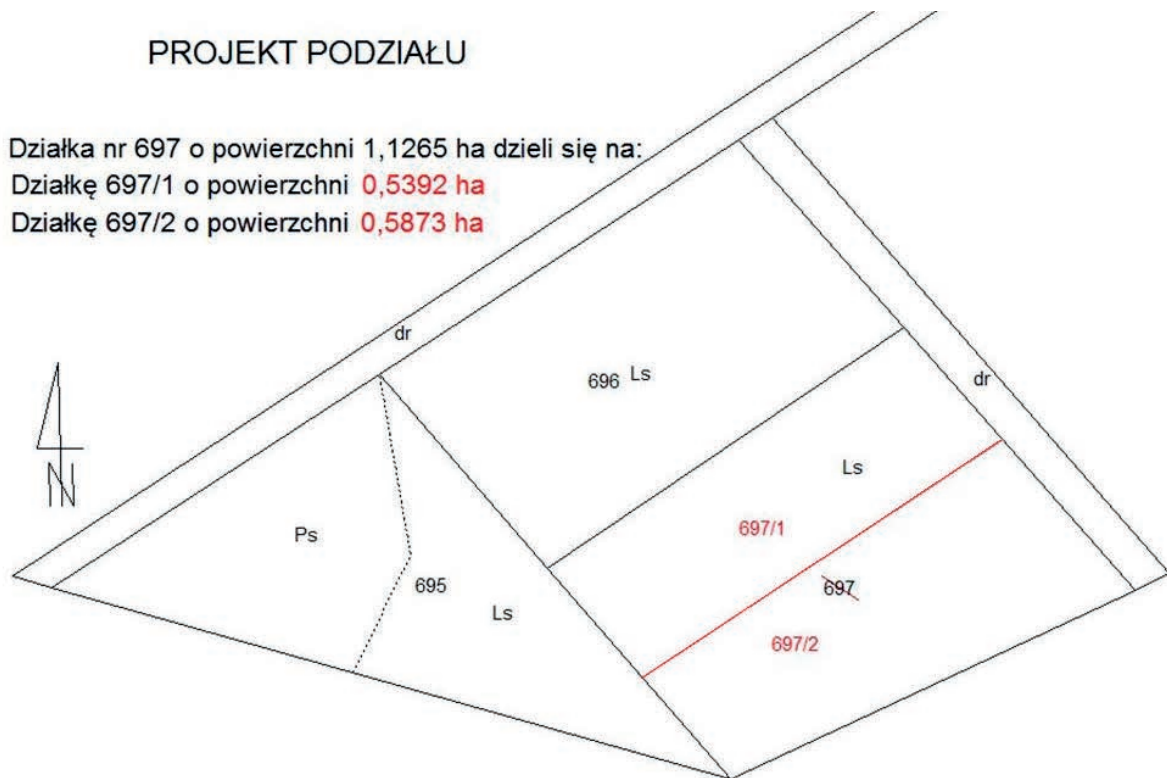 PROJEKT PODZIAŁU
Działka nr 697 o powierzchni 1,1265 ha dzieli się na:
Działkę 697/1 o powierzchni 0,5392 ha
Działkę 697/2 o powierzchni 0,5873 ha
dr
696 Ls
dr
N
Ls
697/1
Ps
695
697
Ls
697/2